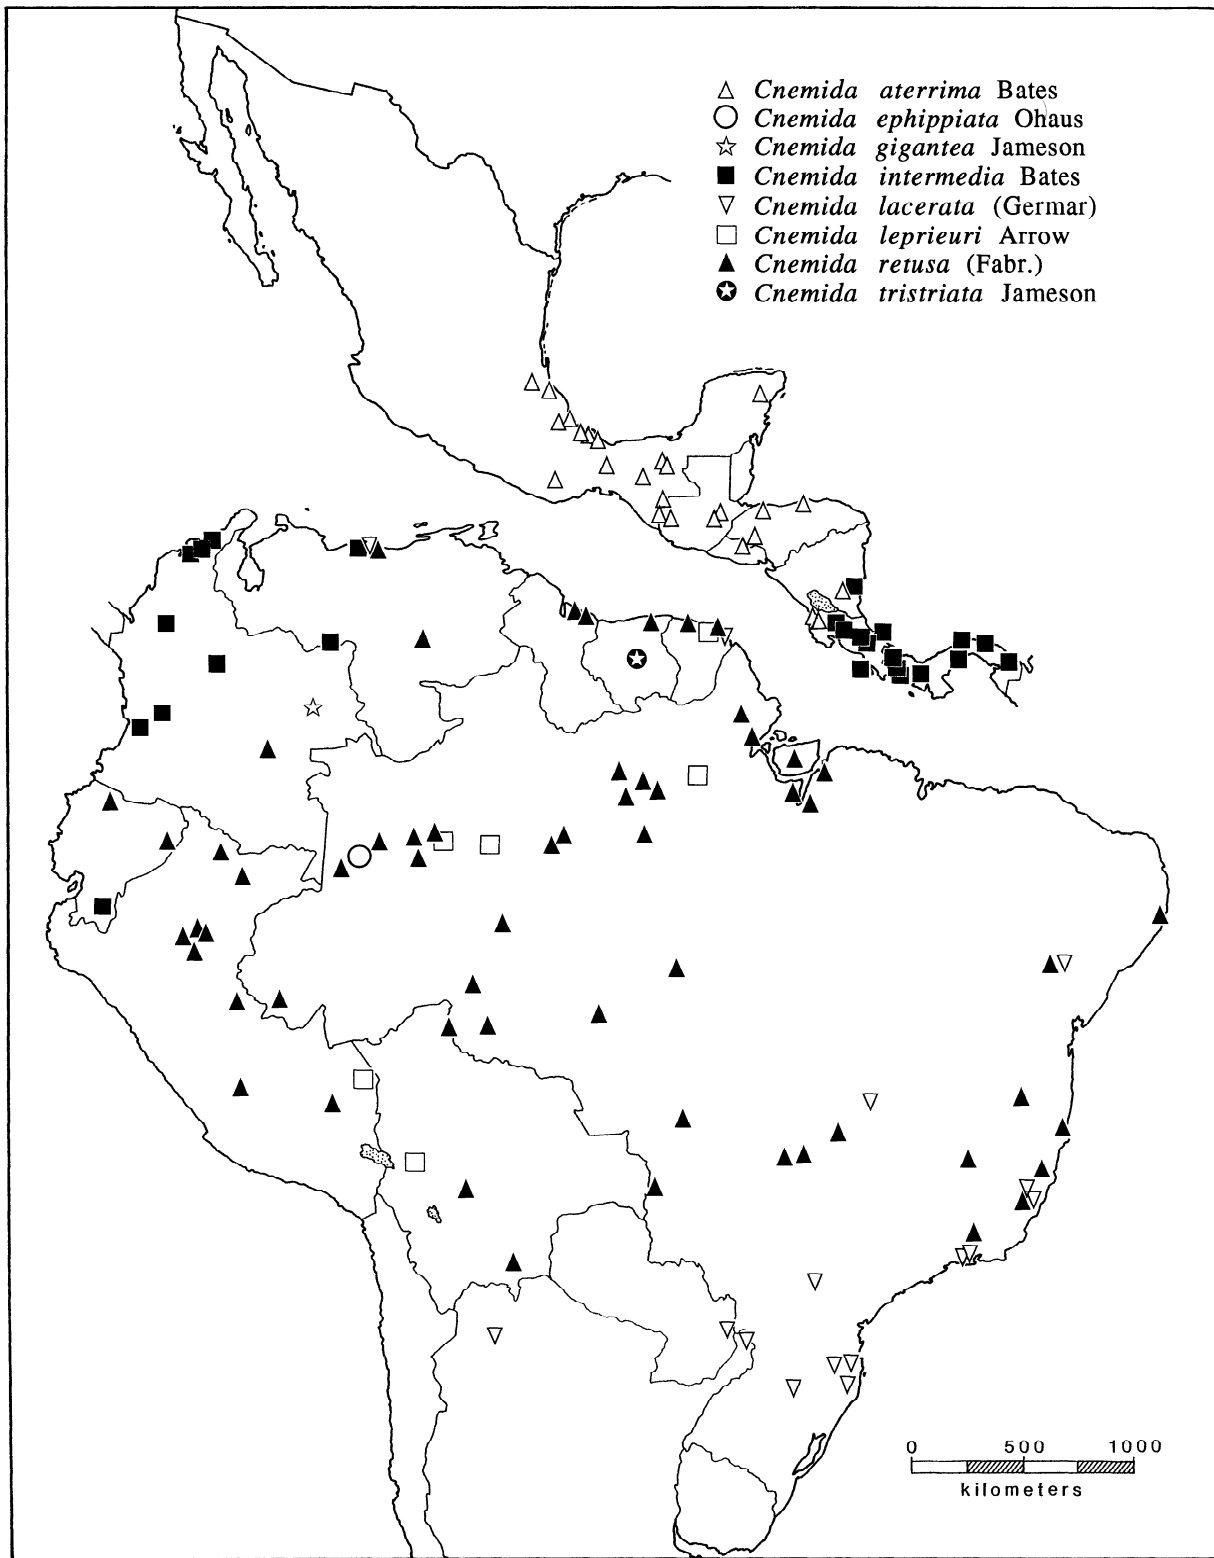 Cnemida aterrima Bates
Cnemida ephippiata Ohaus
Cnemida gigantea Jameson
Cnemida intermedia Bates
Cnemida lacerata (Germar)
Cnemida leprieuri Arrow
Cnemida retusa (Fabr.)
Cnemida tristriata Jameson
0 500 1000
kilometers